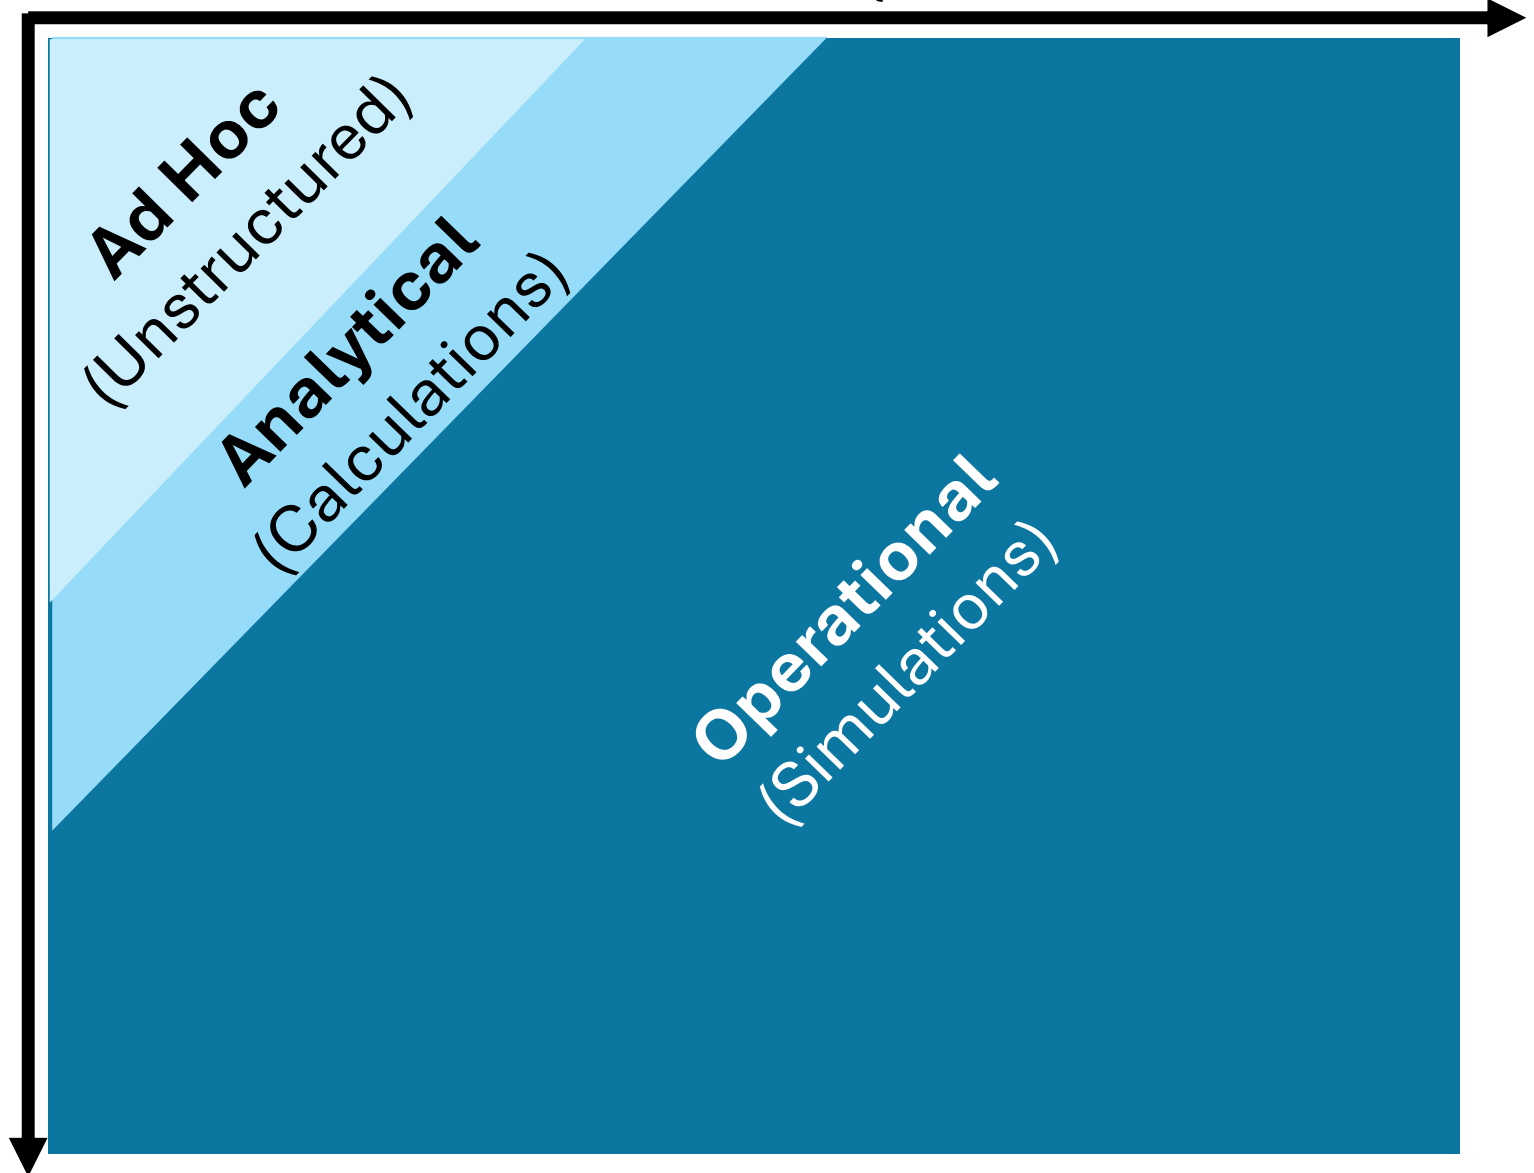 Ad Hoc
(Unstructured)
Analytical
(Calculations)
Operational
(Simulations)